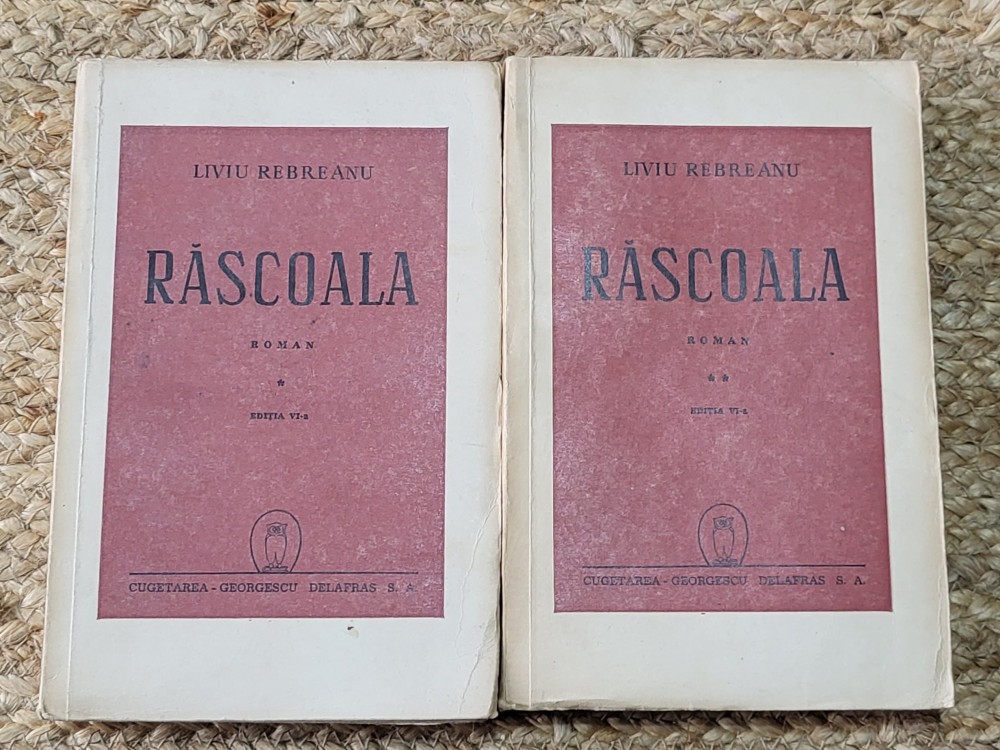 LIVIU REBREANU
RĂSCOALA
ROMAN
*
EDIȚIA VI-a
CUGETAREA - GEORGESCU DELAFRAS S. A.
LIVIU REBREANU
RĂSCOALA
ROMAN
* *
EDIȚIA VI-a
CUGETAREA - GEORGESCU DELAFRAS S. A.